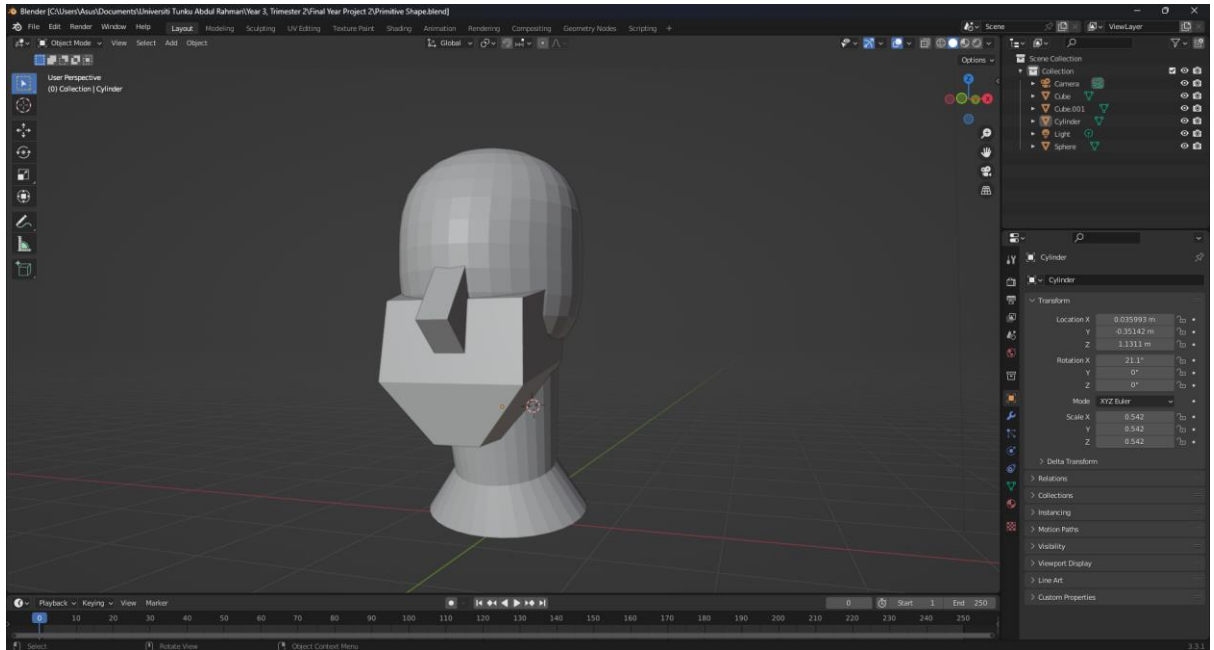 Blender [C:\Users\Asus\Documents\Universiti Tunku Abdul Rahman\Year 3, Trimester 2\Final Year Project 2\Primitive Shape.blend]
File Edit Render Window Help Layout Modeling Sculpting UV Editing Texture Paint Shading Animation Rendering Compositing Geometry Nodes Scripting + Scene ViewLayer
Object Mode View Select Add Object Global
Options
User Perspective
(0) Collection | Cylinder
Z
Scene Collection
Collection
Camera
Cube
Cube.001
Cylinder
Light
Sphere
Cylinder
Cylinder
Transform
Location X 0.035993 m
Y -0.35142 m
Z 1.1311 m
Rotation X 21.1°
Y 0°
Z 0°
Mode XYZ Euler
Scale X 0.542
Y 0.542
Z 0.542
Delta Transform
Relations
Collections
Instancing
Motion Paths
Visibility
Viewport Display
Line Art
Custom Properties
Playback Keying View Marker 0 Start 1 End 250
0 10 20 30 40 50 60 70 80 90 100 110 120 130 140 150 160 170 180 190 200 210 220 230 240 250
Select Rotate View Object Context Menu 3.3.1